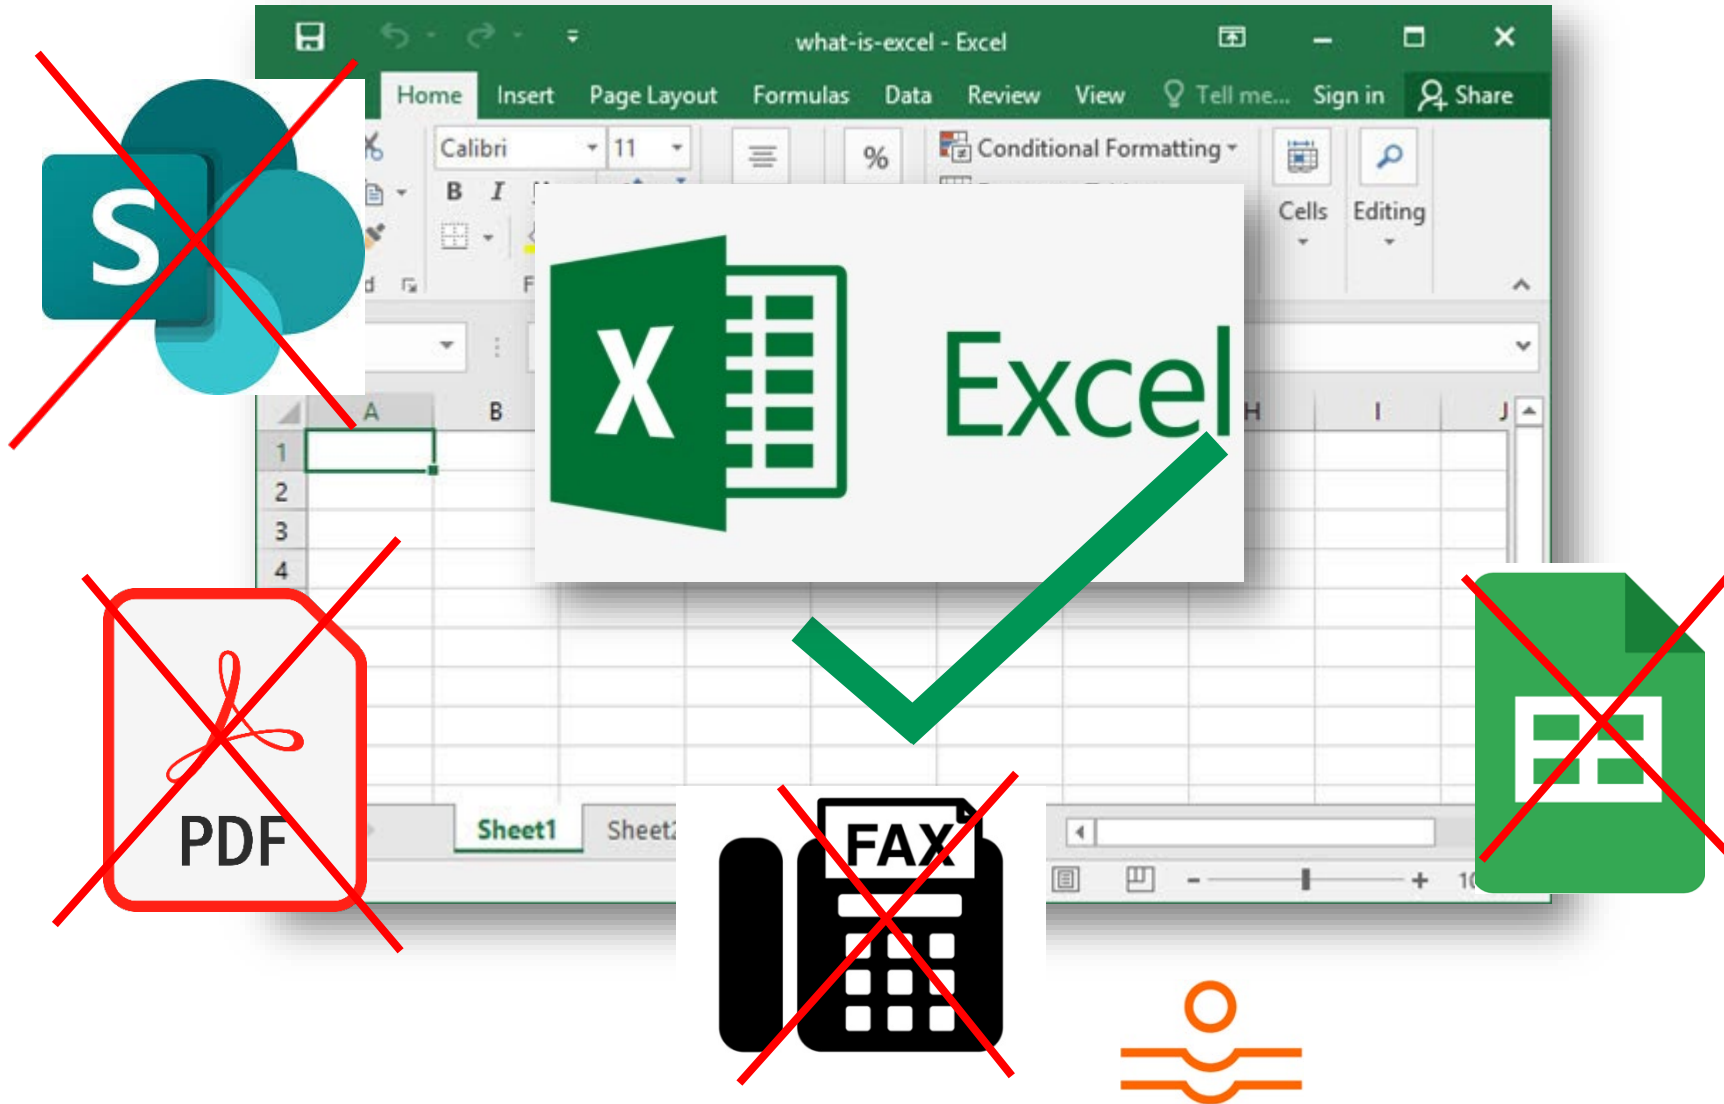 what-is-excel - Excel
Home Insert Page Layout Formulas Data Review View Tell me... Sign in Share
Calibri 11 % Conditional Formatting
B I
Cells Editing
S
X Excel
A B H I J
1
2
3
4
PDF
Sheet1
FAX